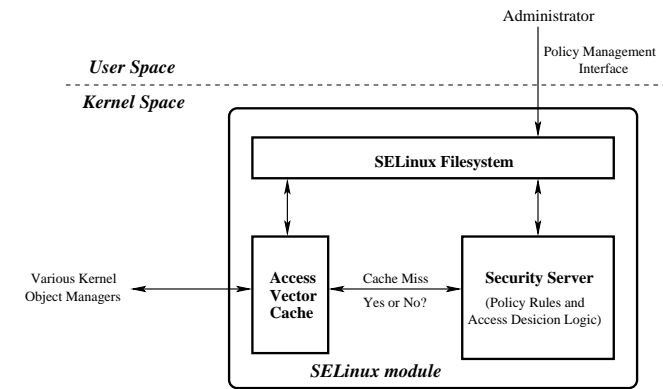 Administrator
Policy Management
Interface
User Space
Kernel Space
SELinux Filesystem
Various Kernel
Object Managers
Access
Vector
Cache
Cache Miss
Yes or No?
Security Server
(Policy Rules and
Access Desicion Logic)
SELinux module